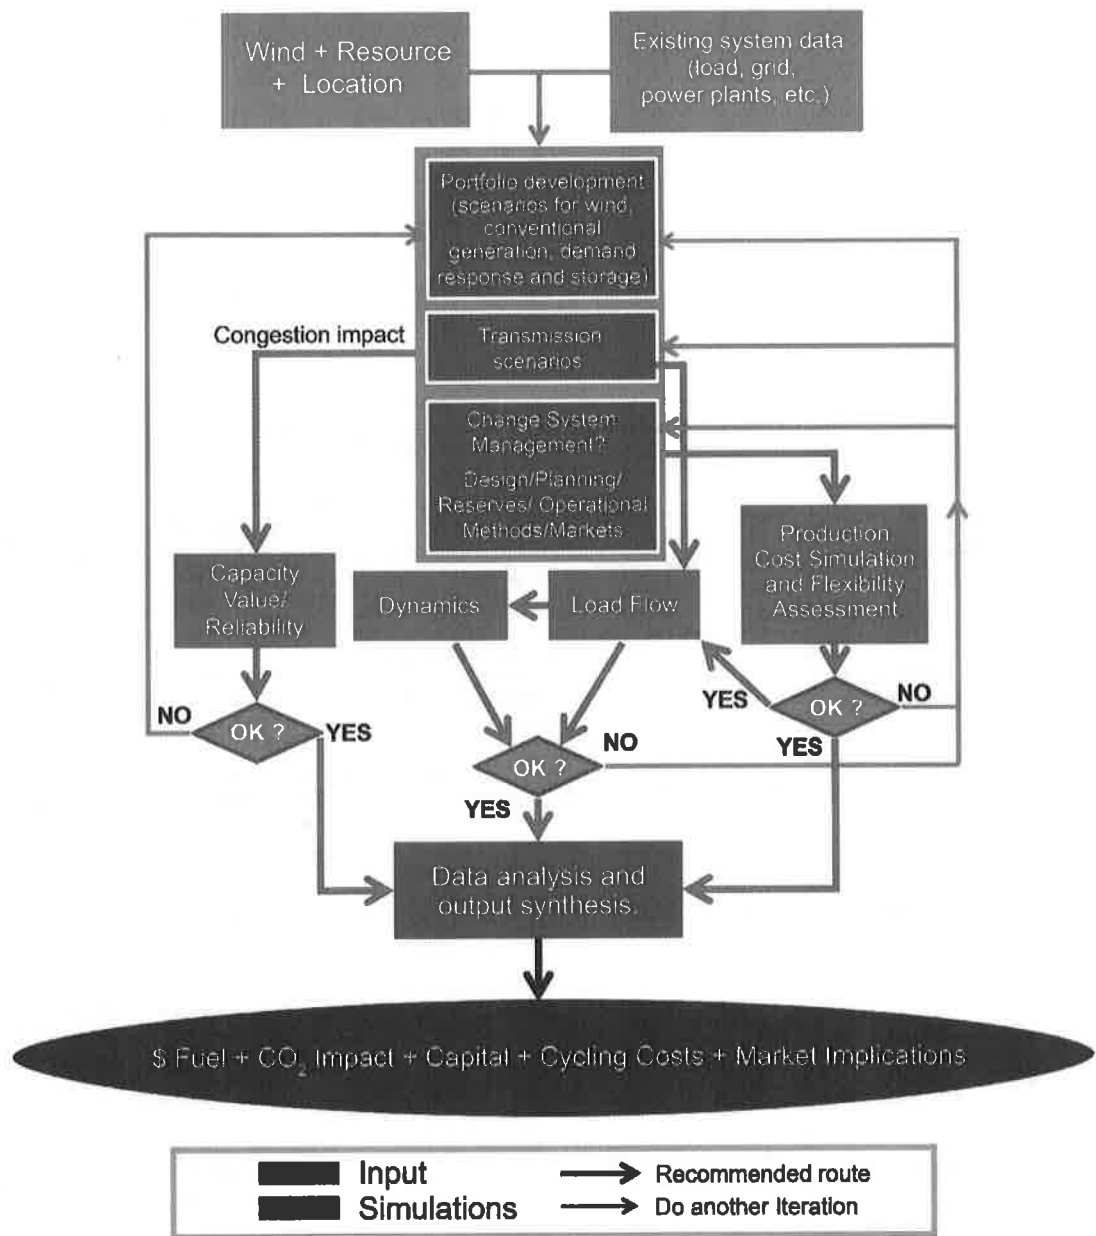 Wind + Resource
+ Location
Existing system data
(load, grid,
power plants, etc.)
Portfolio development
(scenarios for wind,
conventional
generation, demand
response and storage)
Congestion impact
Transmission
scenarios
Change System
Management?
Design/Planning/
Reserves/ Operational
Methods/Markets
Capacity
Value/
Reliability
Dynamics
Load Flow
Production
Cost Simulation
and Flexibility
Assessment
NO
OK ?
YES
OK ?
NO
YES
YES
OK ?
NO
YES
Data analysis and
output synthesis.
$ Fuel + CO₂ Impact + Capital + Cycling Costs + Market Implications
Input
Simulations
Recommended route
Do another Iteration